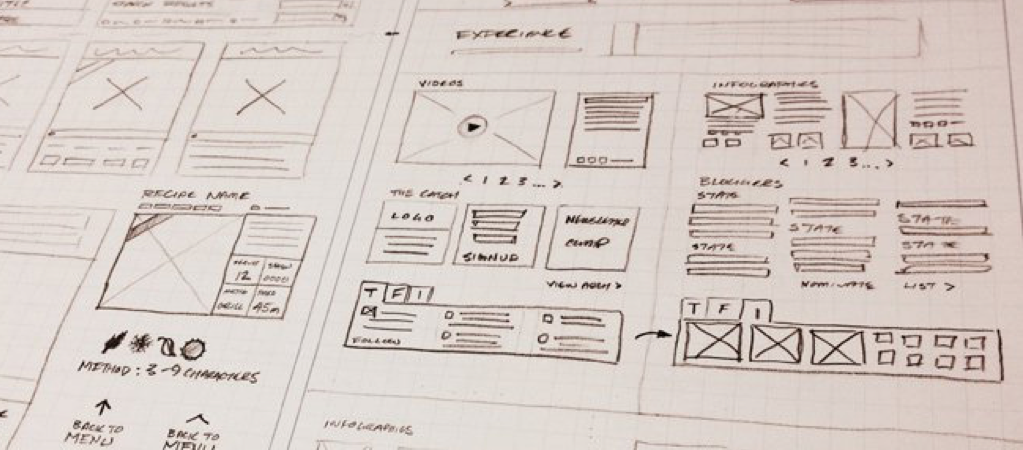 SEARCH RESULTS
RECIPE NAME
12
GRILL
45m
METHOD: 3-9 CHARACTERS
BACK TO
MENU
BACK TO
MENU
EXPERIENCE
VIDEOS
< 1 2 3 ... >
THE CATCH
LOGO
SIGNUP
NEWSLETTER
VIEW ARCH >
T F I
FOLLOW
INFOGRAPHICS
< 1 2 3 ... >
BLOGGERS
STATE
STATE
STATE
STATE
STATE
NOMINATE
LIST >
T F I
INFOGRAPHICS